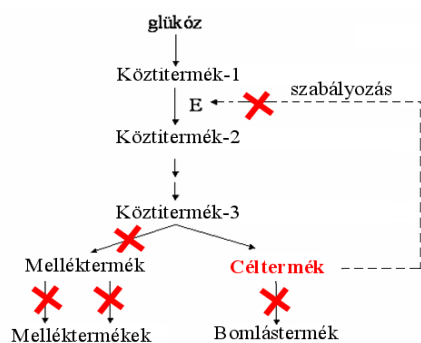 glükóz
Köztitermék-1
szabályozás
E
Köztitermék-2
Köztitermék-3
Melléktermék
Céltermék
Melléktermékek
Bomlástermék